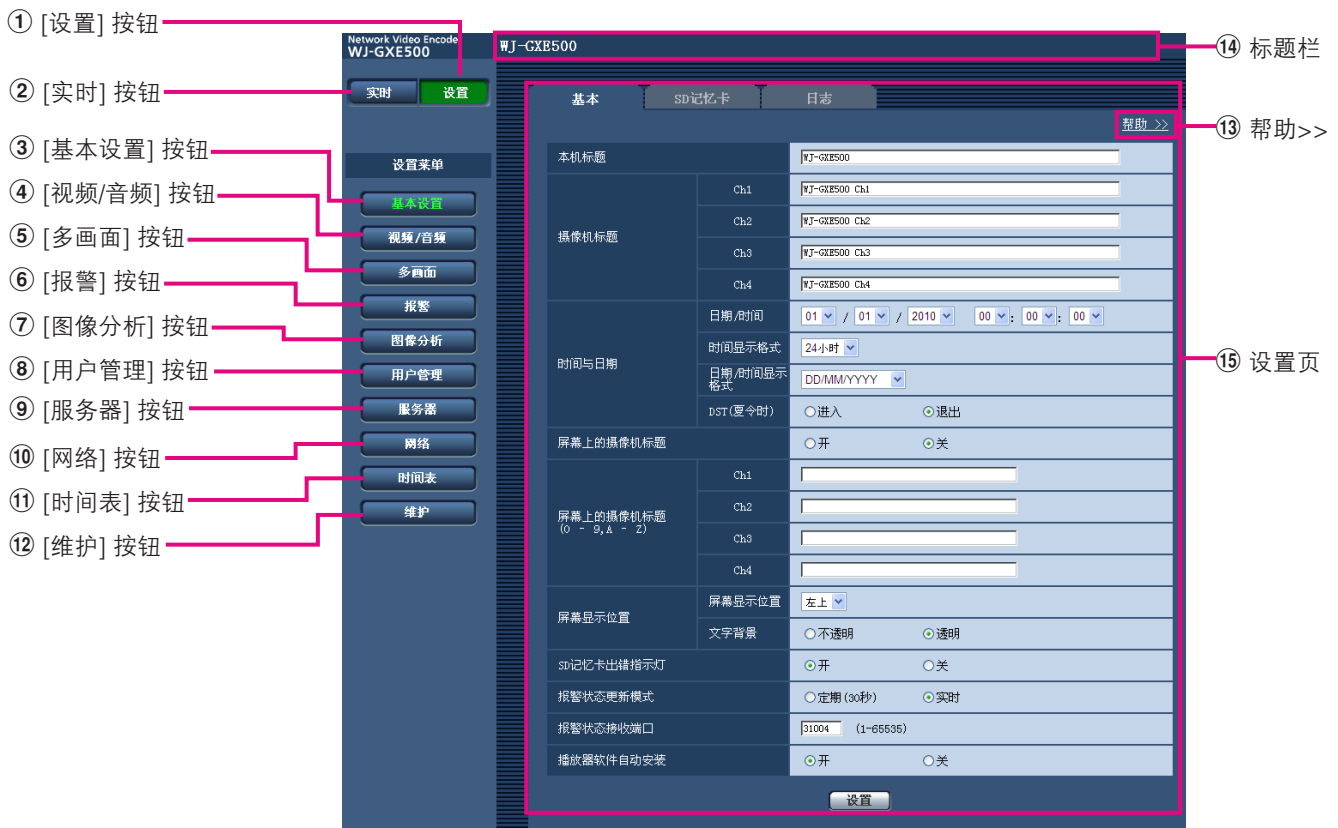 ① [设置] 按钮
② [实时] 按钮
③ [基本设置] 按钮
④ [视频/音频] 按钮
⑤ [多画面] 按钮
⑥ [报警] 按钮
⑦ [图像分析] 按钮
⑧ [用户管理] 按钮
⑨ [服务器] 按钮
⑩ [网络] 按钮
⑪ [时间表] 按钮
⑫ [维护] 按钮
Network Video Encoder
WJ-GXE500
实时 设置
设置菜单
基本设置
视频/音频
多画面
报警
图像分析
用户管理
服务器
网络
时间表
维护
WJ-GXE500
基本 SD记忆卡 日志
帮助 >>
本机标题 WJ-GXE500
摄像机标题
Ch1 WJ-GXE500 Ch1
Ch2 WJ-GXE500 Ch2
Ch3 WJ-GXE500 Ch3
Ch4 WJ-GXE500 Ch4
时间与日期
日期/时间 01 / 01 / 2010 00 : 00 : 00
时间显示格式 24小时
日期/时间显示
格式 DD/MM/YYYY
DST(夏令时) 进入 退出
屏幕上的摄像机标题 开 关
屏幕上的摄像机标题
(0 - 9,A - Z)
Ch1
Ch2
Ch3
Ch4
屏幕显示位置
屏幕显示位置 左上
文字背景 不透明 透明
SD记忆卡出错指示灯 开 关
报警状态更新模式 定期(30秒) 实时
报警状态接收端口 31004 (1-65535)
播放器软件自动安装 开 关
设置
⑭ 标题栏
⑬ 帮助>>
⑮ 设置页